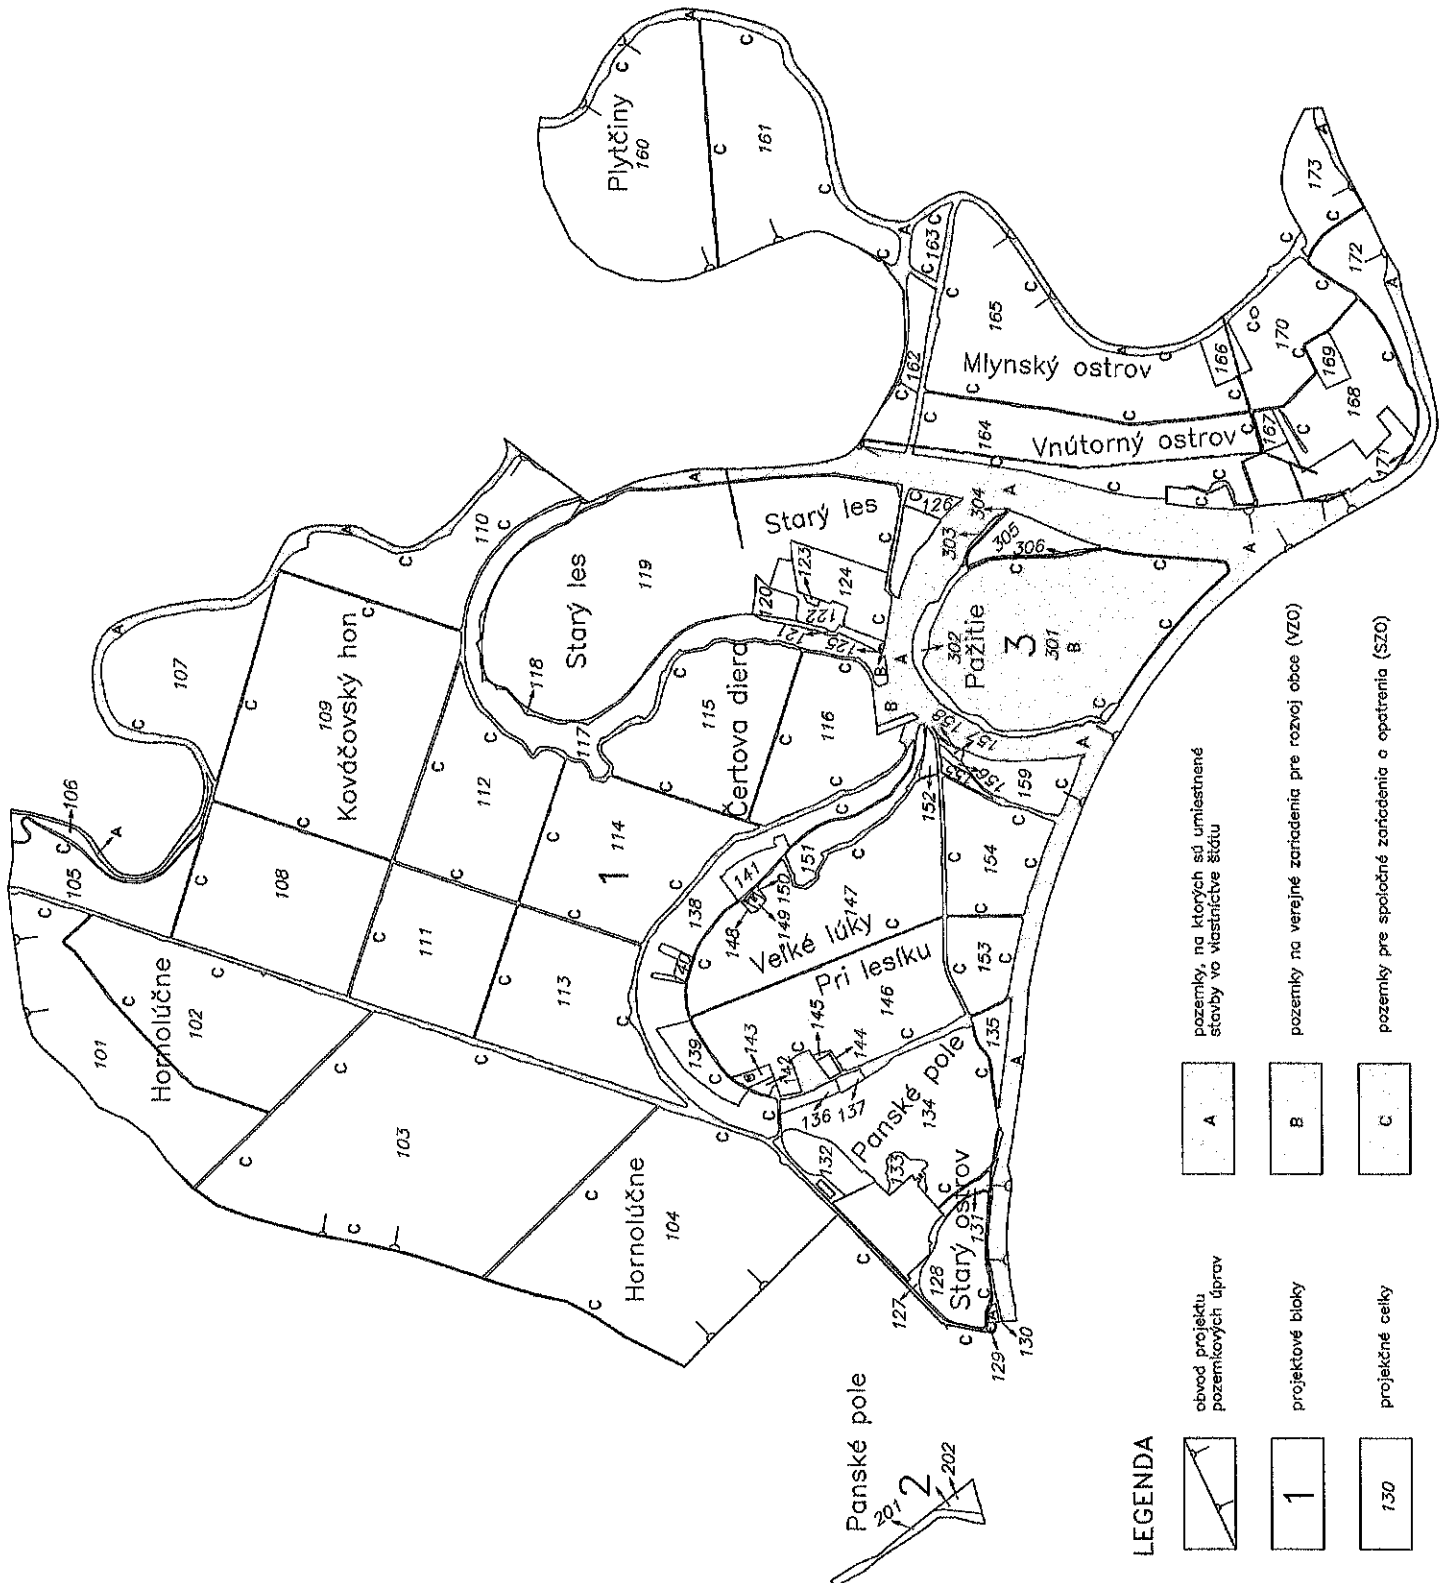 Plytčiny
160
161
A
C
106
105
107
Kováčovský hon
109
108
110
Hornolúčne
101
102
103
Hornolúčne
104
111
112
113
1
114
Čertova diera
115
116
117
118
Starý les
119
Starý les
120
121
122
123
124
125
126
Panské pole
134
Starý ostrov
127
128
129
130
131
132
133
135
136
137
138
139
140
141
142
143
144
145
Pri lesíku
146
Veľké lúky
147
148
149
150
151
152
153
154
155
156
157
158
159
Pažitie
3
301
B
302
303
304
305
306
162
163
Vnútorný ostrov
164
Mlynský ostrov
165
166
167
168
169
170
171
172
173
Panské pole
2
201
202
LEGENDA
obvod projektu
pozemkových úprav
1
projektové bloky
130
projekčné celky
A
pozemky, na ktorých sú umiestnené
stavby vo vlastníctve štátu
B
pozemky na verejné zariadenia pre rozvoj obce (VZO)
C
pozemky pre spoločné zariadenia a opatrenia (SZO)